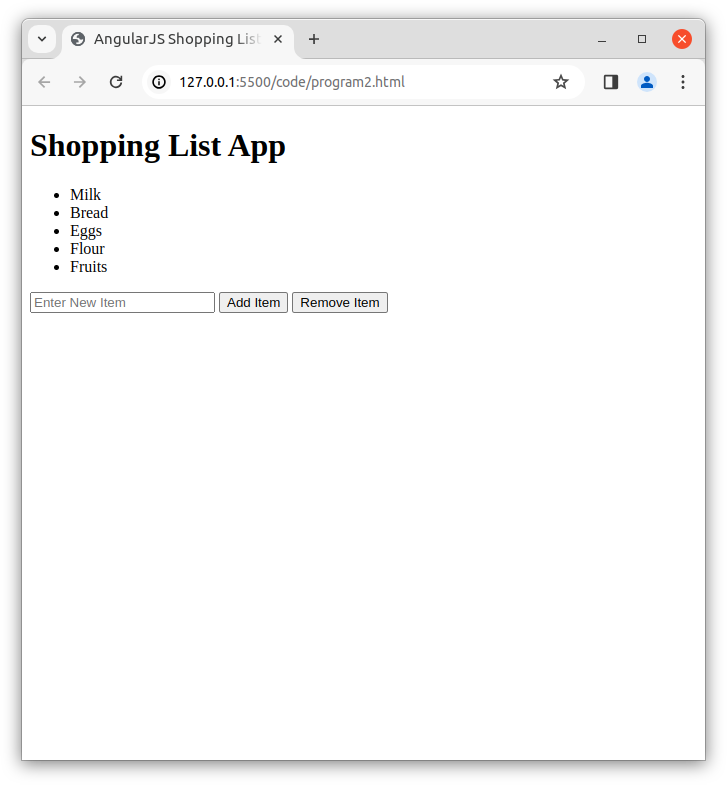 AngularJS Shopping List
127.0.0.1:5500/code/program2.html
Shopping List App
Milk
Bread
Eggs
Flour
Fruits
Enter New Item Add Item Remove Item